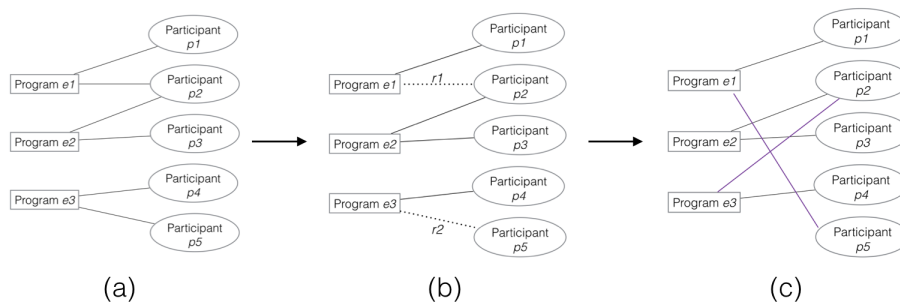 Participant
p1
Program e1
Participant
p2
Program e2
Participant
p3
Program e3
Participant
p4
Participant
p5
(a)
Participant
p1
Program e1
r1
Participant
p2
Program e2
Participant
p3
Program e3
Participant
p4
r2
Participant
p5
(b)
Participant
p1
Program e1
Participant
p2
Program e2
Participant
p3
Program e3
Participant
p4
Participant
p5
(c)